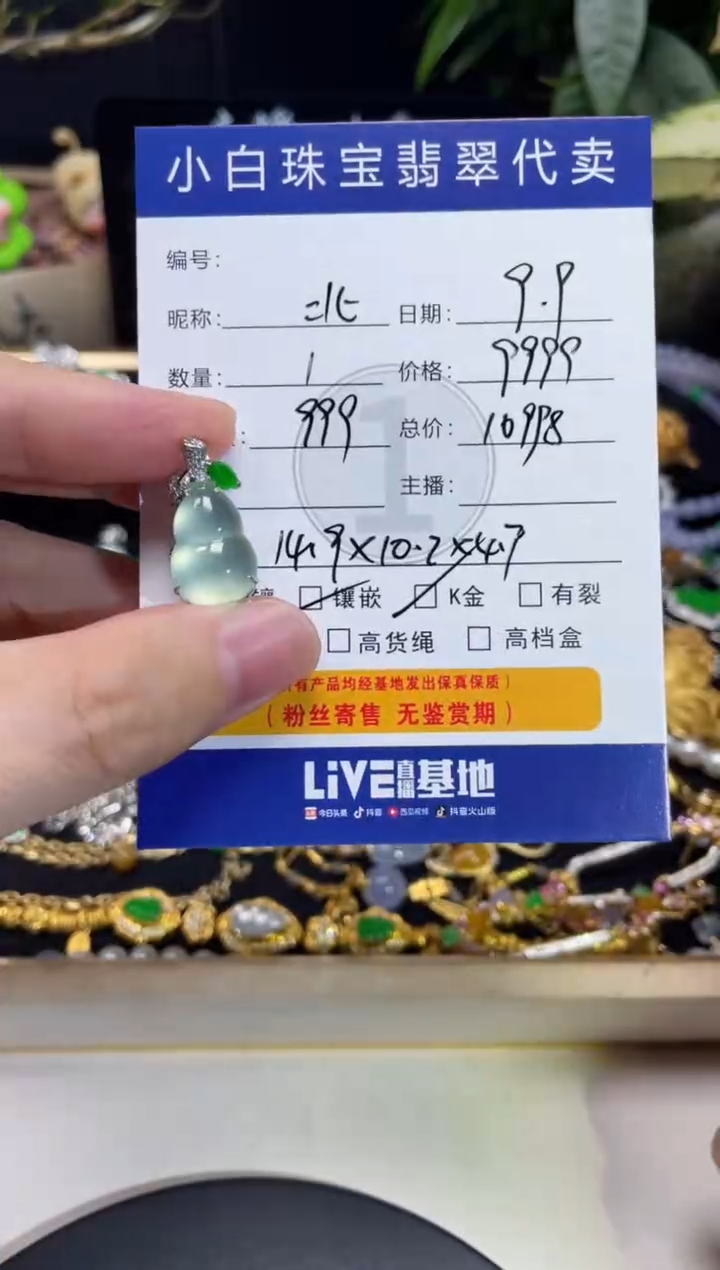 小白珠宝翡翠代卖
编号:
昵称: 北 日期: 9.9
数量: 1 价格: 9999
: 999 总价: 10998
主播:
14.9×10.2×4.7
镶嵌 K金 有裂
高货绳 高档盒
有产品均经基地发出保真保质)
(粉丝寄售 无鉴赏期)
LiVE直播基地
今日头条 抖音 西瓜视频 抖音火山版